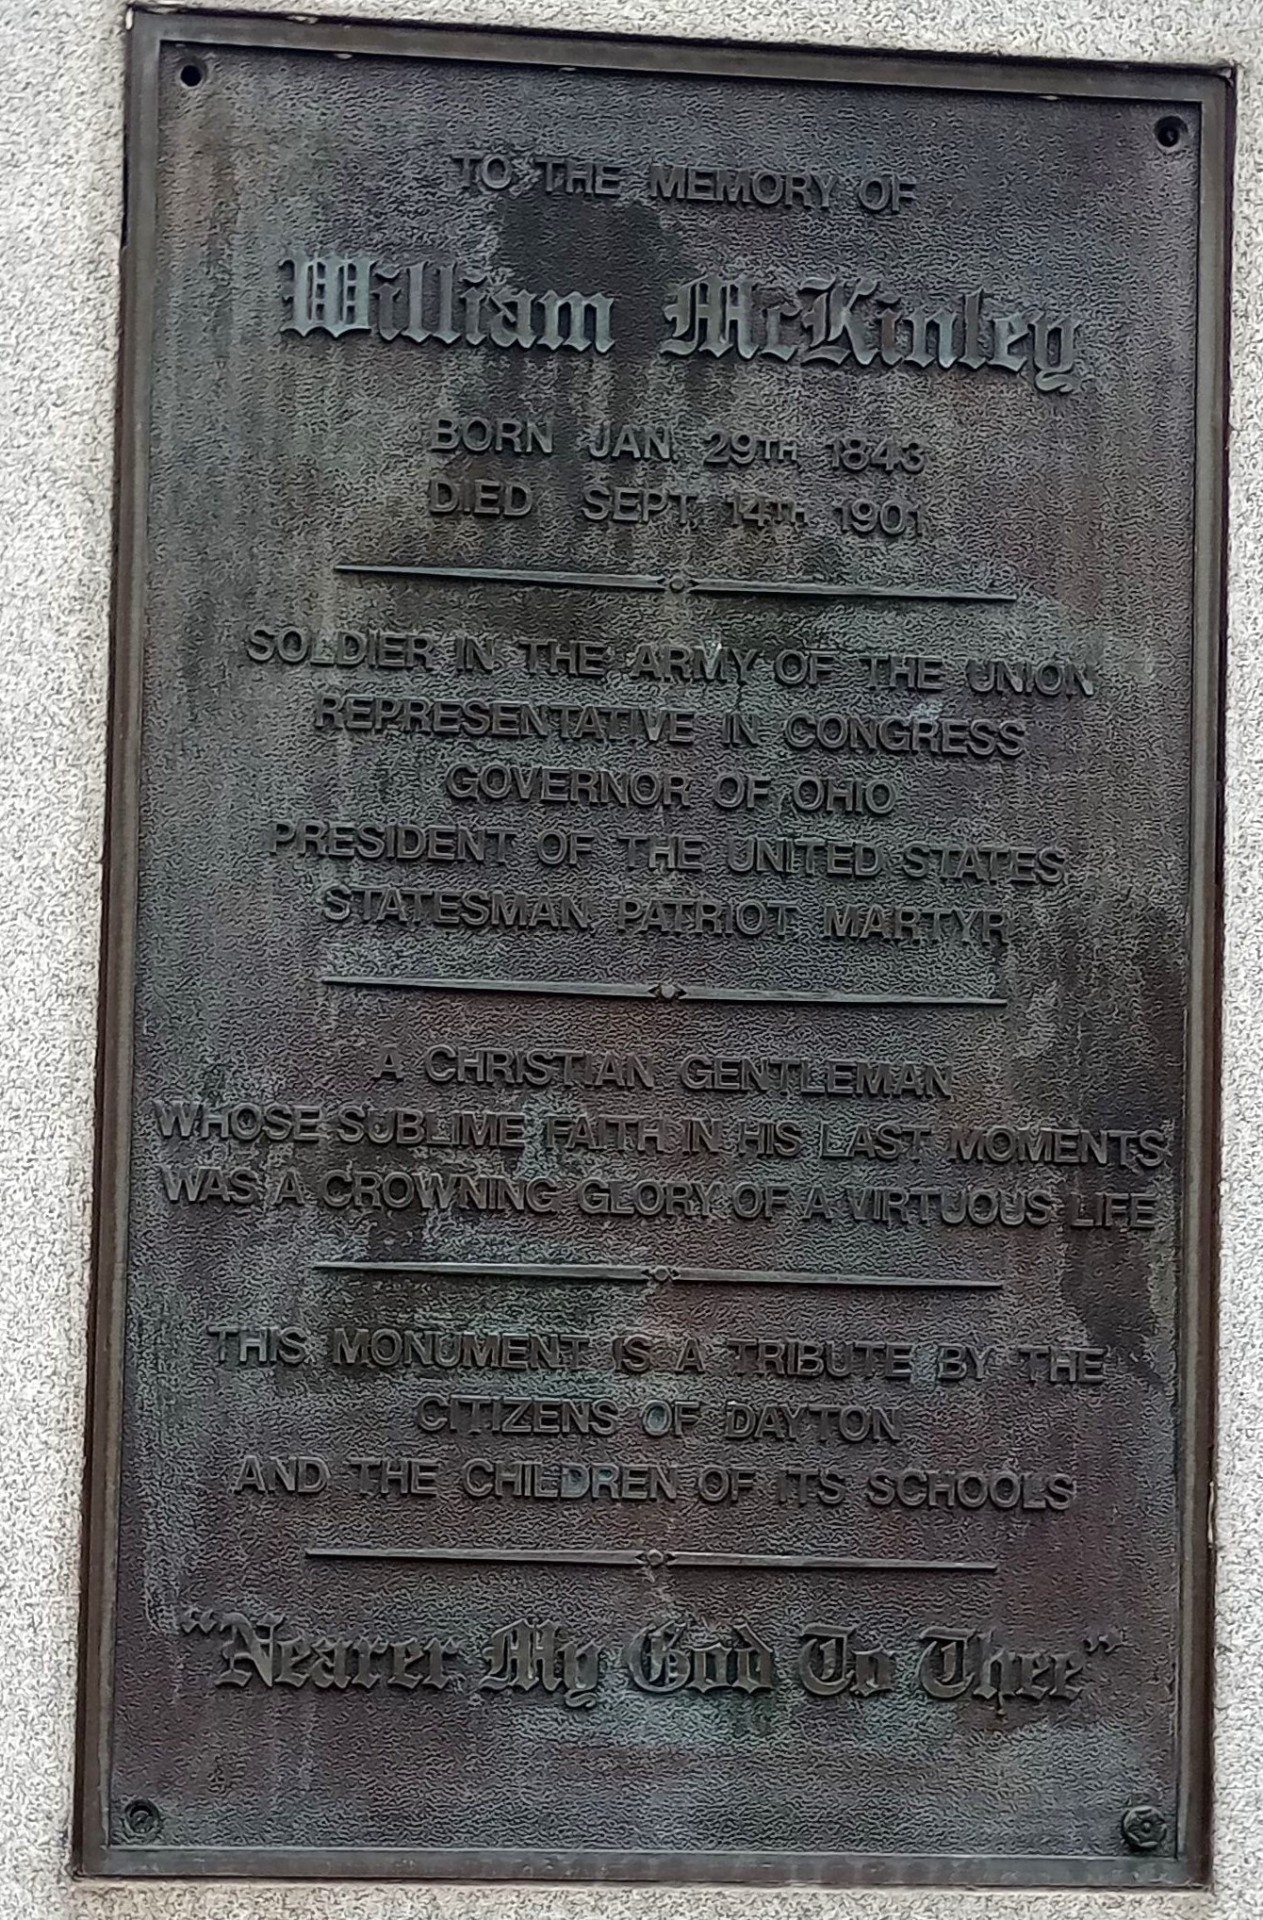 TO THE MEMORY OF
William McKinley
BORN JAN. 29TH 1843
DIED SEPT. 14TH 1901
SOLDIER IN THE ARMY OF THE UNION
REPRESENTATIVE IN CONGRESS
GOVERNOR OF OHIO
PRESIDENT OF THE UNITED STATES
STATESMAN, PATRIOT, MARTYR
A CHRISTIAN GENTLEMAN
WHOSE SUBLIME FAITH IN HIS LAST MOMENTS
WAS A CROWNING GLORY OF A VIRTUOUS LIFE
THIS MONUMENT IS A TRIBUTE BY THE
CITIZENS OF DAYTON
AND THE CHILDREN OF ITS SCHOOLS
“Nearer My God To Thee”